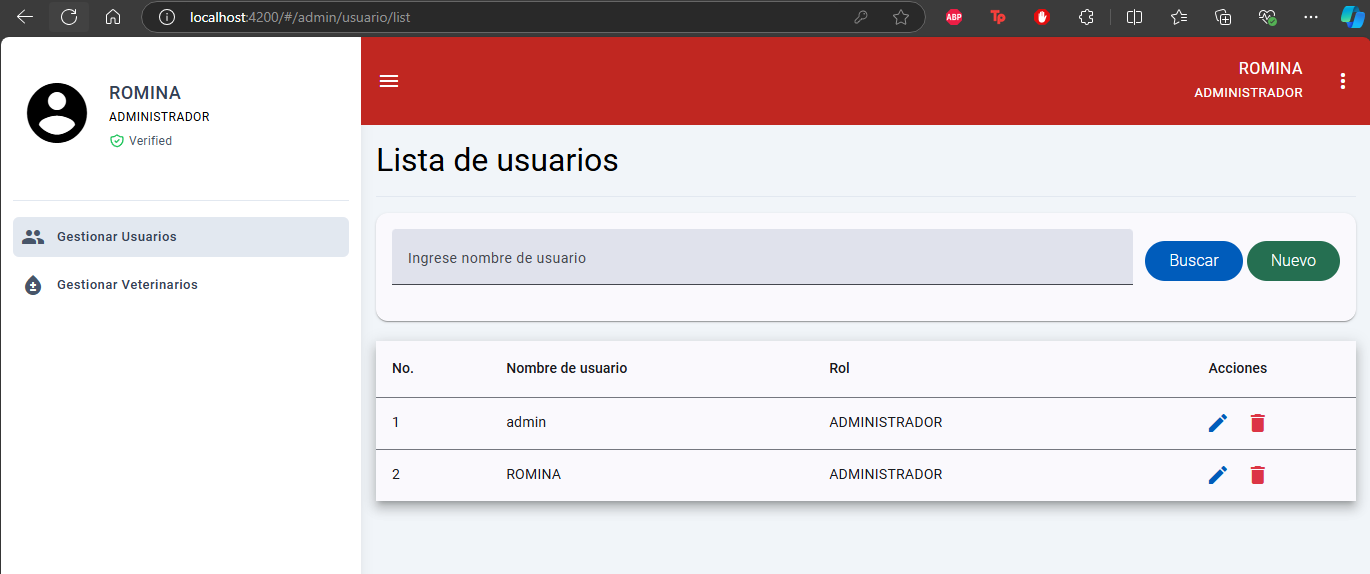 localhost:4200/#/admin/usuario/list
ABP
Tp
ROMINA
ADMINISTRADOR
Verified
Gestionar Usuarios
Gestionar Veterinarios
ROMINA
ADMINISTRADOR
Lista de usuarios
Ingrese nombre de usuario
Buscar
Nuevo
No. Nombre de usuario Rol Acciones
1 admin ADMINISTRADOR
2 ROMINA ADMINISTRADOR